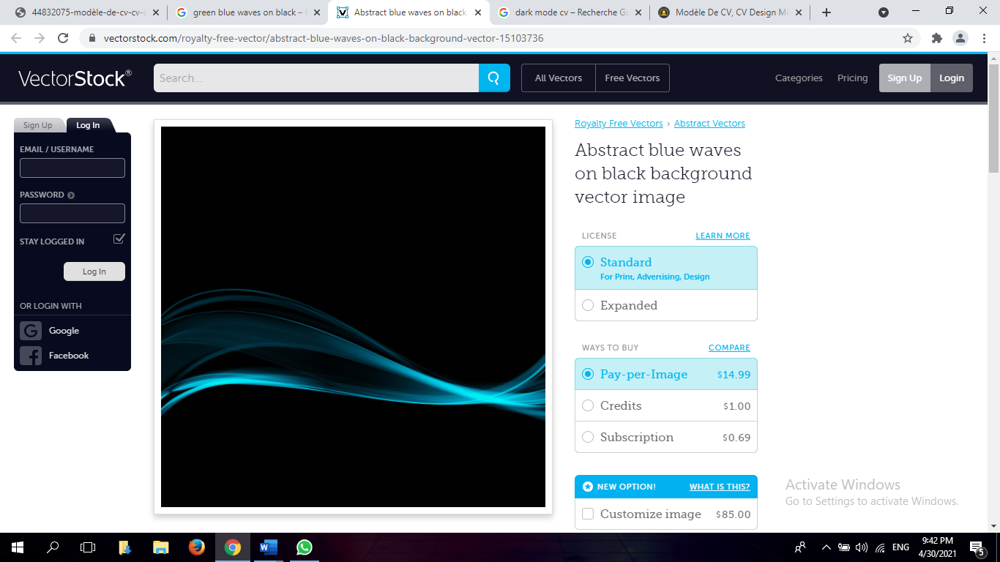 44832075-modèle-de-cv-cv-c
green blue waves on black –
Abstract blue waves on black
dark mode cv – Recherche Go
Modèle De CV, CV Design Mi
vectorstock.com/royalty-free-vector/abstract-blue-waves-on-black-background-vector-15103736
VectorStock®
Search...
All Vectors
Free Vectors
Categories
Pricing
Sign Up
Login
Sign Up
Log In
EMAIL / USERNAME
PASSWORD
STAY LOGGED IN
Log In
OR LOGIN WITH
Google
Facebook
Royalty Free Vectors › Abstract Vectors
Abstract blue waves
on black background
vector image
LICENSE LEARN MORE
Standard
For Print, Advertising, Design
Expanded
WAYS TO BUY COMPARE
Pay-per-Image $14.99
Credits $1.00
Subscription $0.69
NEW OPTION! WHAT IS THIS?
Customize image $85.00
Activate Windows
Go to Settings to activate Windows.
ENG
9:42 PM
4/30/2021
5